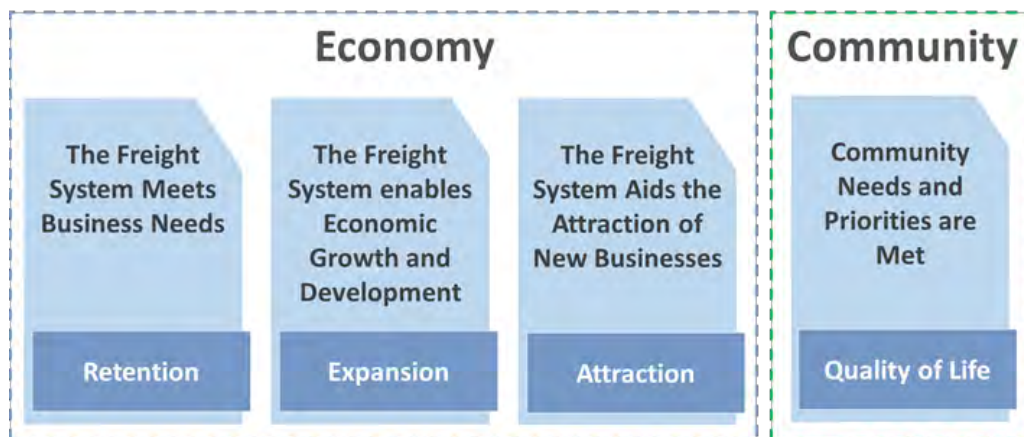 Economy
The Freight
System Meets
Business Needs
Retention
The Freight
System enables
Economic
Growth and
Development
Expansion
The Freight
System Aids the
Attraction of
New Businesses
Attraction
Community
Community
Needs and
Priorities are
Met
Quality of Life